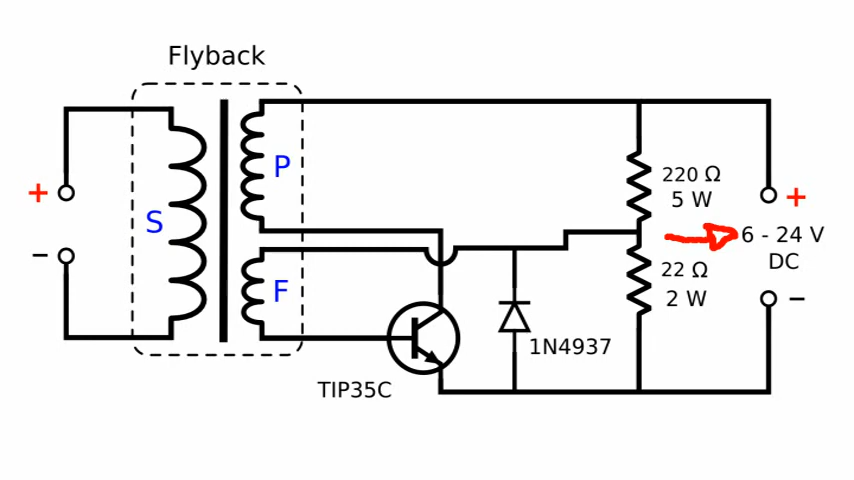 Flyback
P
S
F
+
−
220 Ω
5 W
+
6 - 24 V
DC
22 Ω
2 W
−
1N4937
TIP35C